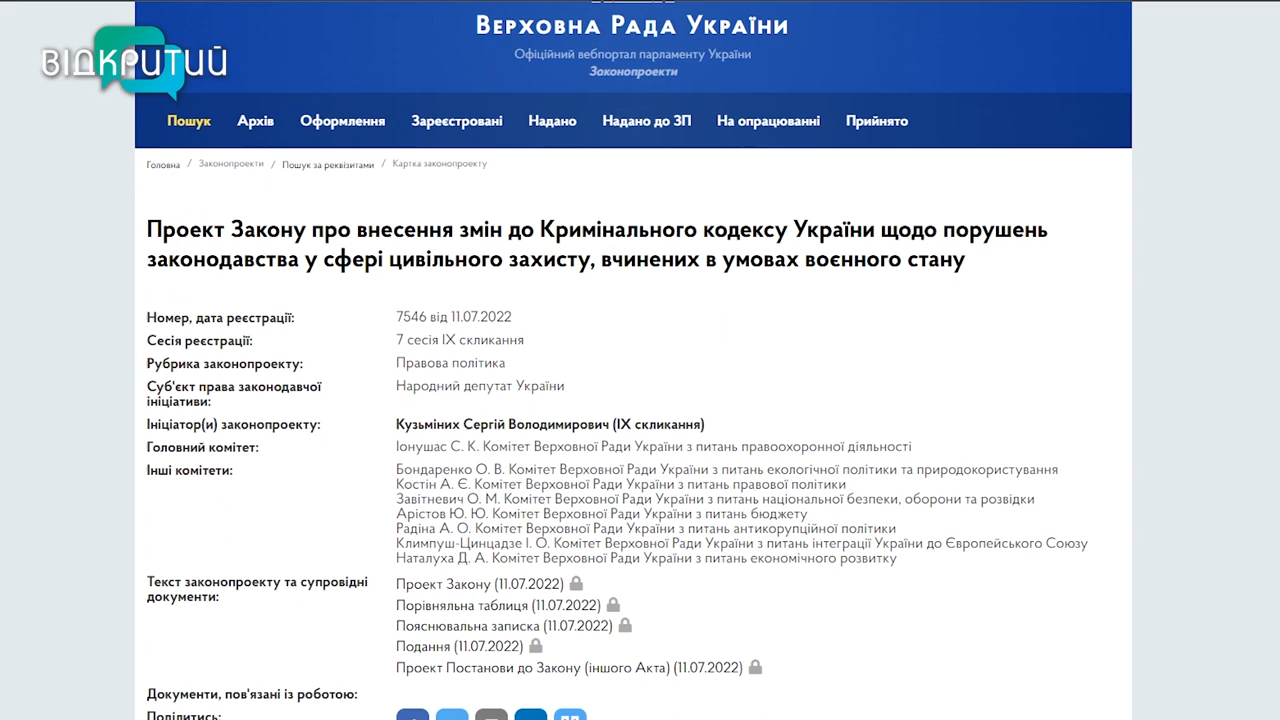 ВІДКРИТИЙ
Верховна Рада України
Офіційний вебпортал парламенту України
Законопроекти
Пошук Архів Оформлення Зареєстровані Надано Надано до ЗП На опрацюванні Прийнято
Головна / Законопроекти / Пошук за реквізитами / Картка законопроекту
Проект Закону про внесення змін до Кримінального кодексу України щодо порушень
законодавства у сфері цивільного захисту, вчинених в умовах воєнного стану
Номер, дата реєстрації: 7546 від 11.07.2022
Сесія реєстрації: 7 сесія IX скликання
Рубрика законопроекту: Правова політика
Суб'єкт права законодавчої Народний депутат України
ініціативи:
Ініціатор(и) законопроекту: Кузьміних Сергій Володимирович (IX скликання)
Головний комітет: Іонушас С. К. Комітет Верховної Ради України з питань правоохоронної діяльності
Інші комітети: Бондаренко О. В. Комітет Верховної Ради України з питань екологічної політики та природокористування
Костін А. Є. Комітет Верховної Ради України з питань правової політики
Завітневич О. М. Комітет Верховної Ради України з питань національної безпеки, оборони та розвідки
Арістов Ю. Ю. Комітет Верховної Ради України з питань бюджету
Радіна А. О. Комітет Верховної Ради України з питань антикорупційної політики
Климпуш-Цинцадзе І. О. Комітет Верховної Ради України з питань інтеграції України до Європейського Союзу
Наталуха Д. А. Комітет Верховної Ради України з питань економічного розвитку
Текст законопроекту та супровідні Проект Закону (11.07.2022)
документи:
Порівняльна таблиця (11.07.2022)
Пояснювальна записка (11.07.2022)
Подання (11.07.2022)
Проект Постанови до Закону (іншого Акта) (11.07.2022)
Документи, пов'язані із роботою:
Поділитись: